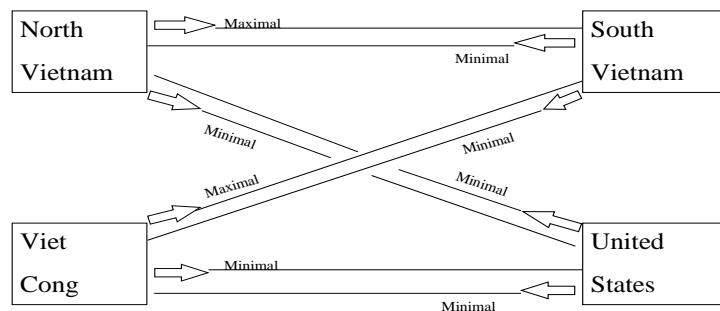 North
Vietnam
Maximal
Minimal
South
Vietnam
Minimal
Minimal
Maximal
Minimal
Viet
Cong
Minimal
Minimal
United
States